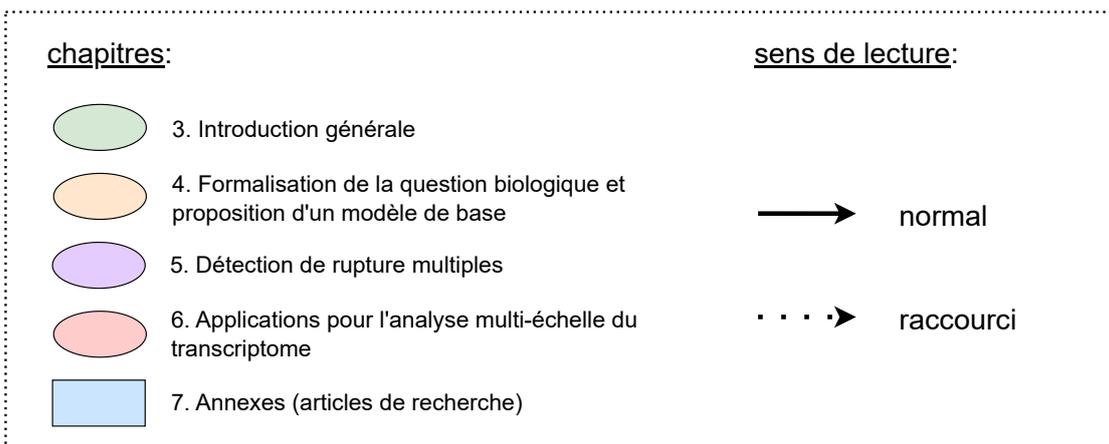 chapitres:
3. Introduction générale
4. Formalisation de la question biologique et
proposition d'un modèle de base
5. Détection de rupture multiples
6. Applications pour l'analyse multi-échelle du
transcriptome
7. Annexes (articles de recherche)
sens de lecture:
normal
raccourci